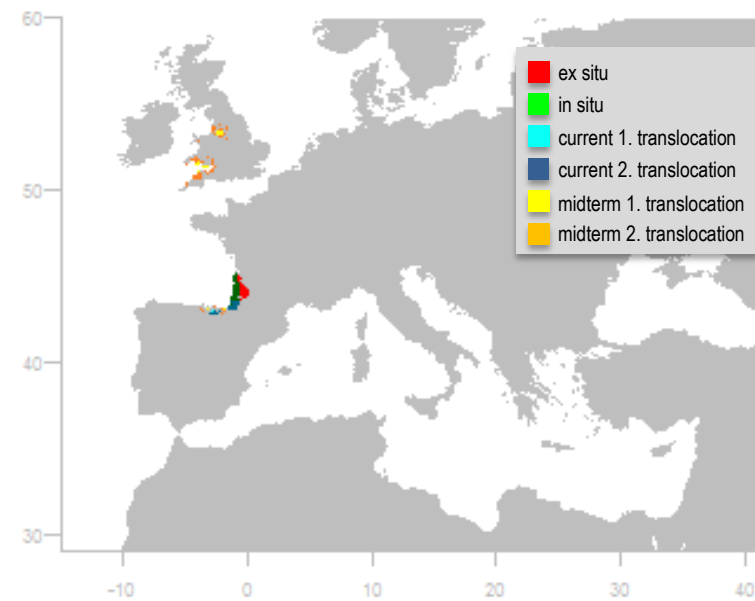 60
ex situ
in situ
current 1. translocation
current 2. translocation
50
midterm 1. translocation
midterm 2. translocation
40
30
-10 0 10 20 30 40